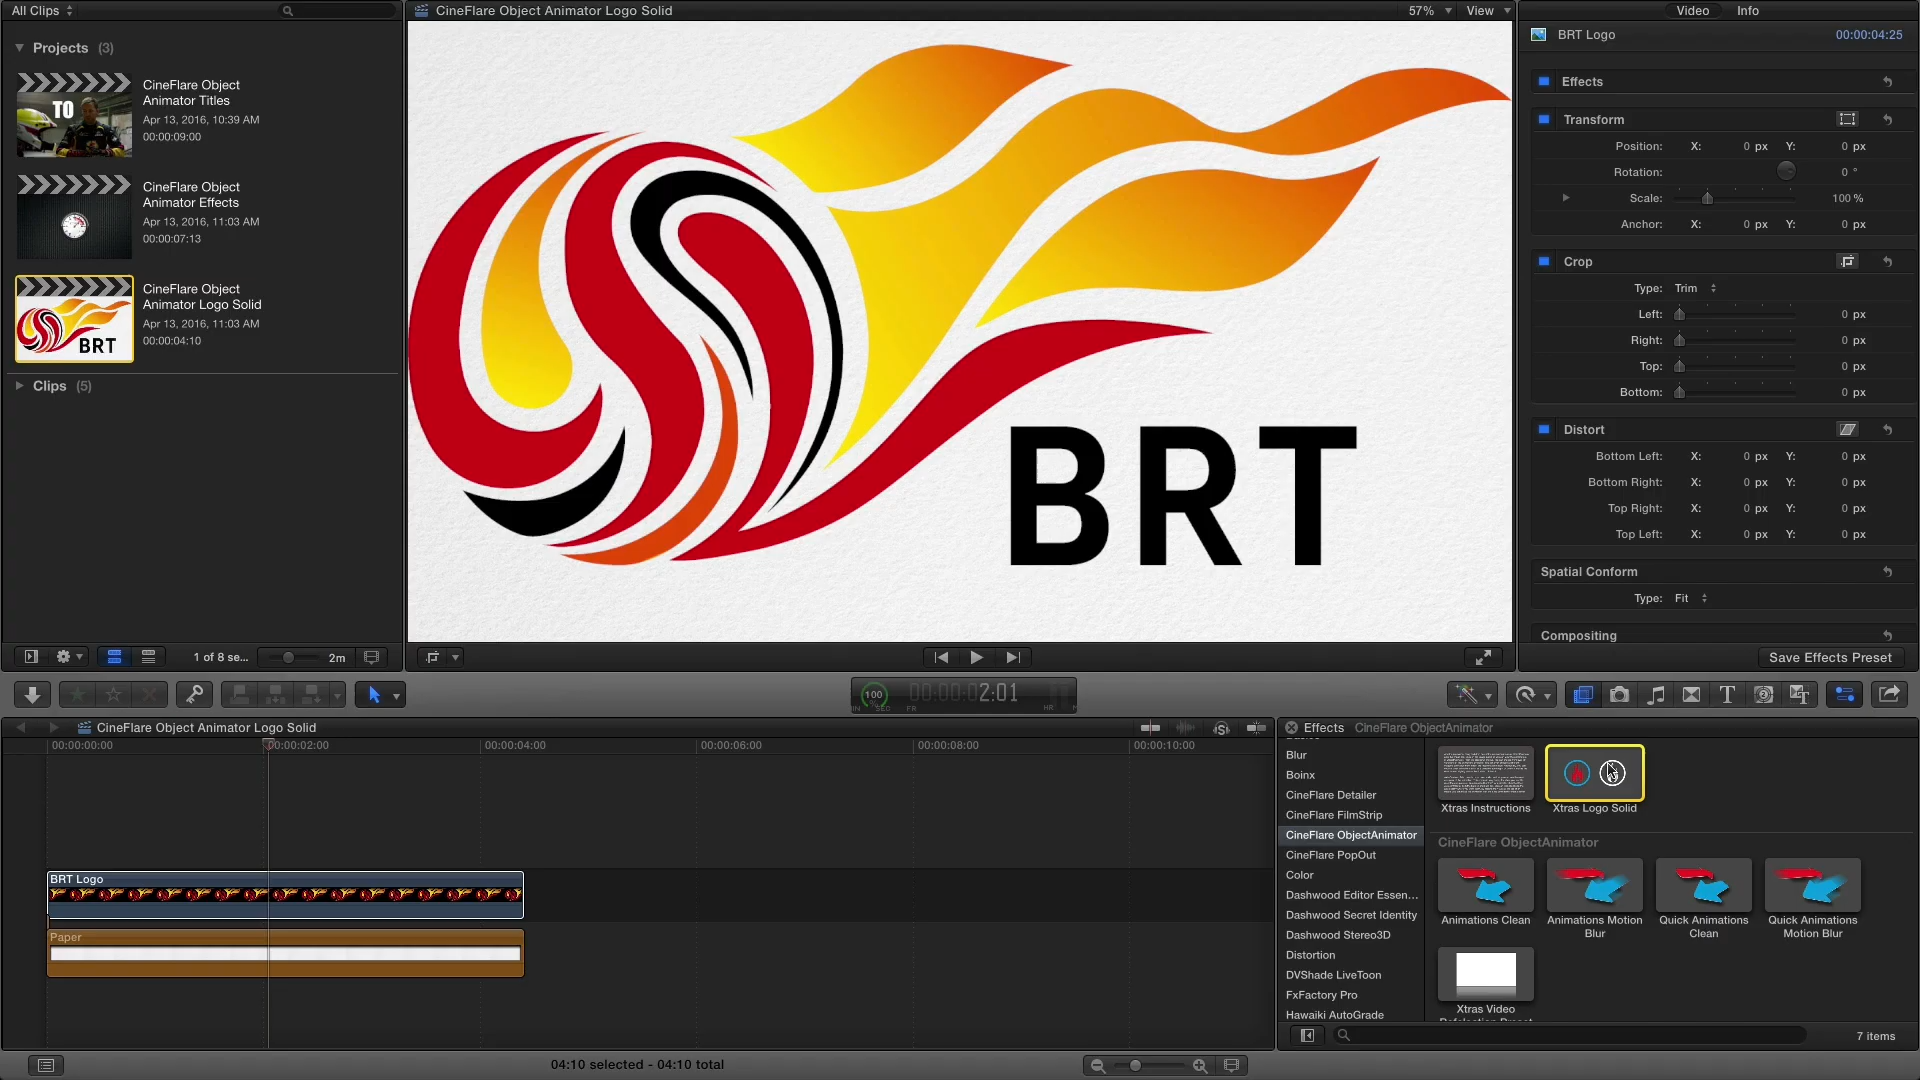 All Clips
CineFlare Object Animator Logo Solid
57%
View
Video
Info
Projects (3)
CineFlare Object
Animator Titles
Apr 13, 2016, 10:39 AM
00:00:09:00
TO
CineFlare Object
Animator Effects
Apr 13, 2016, 11:03 AM
00:00:07:13
CineFlare Object
Animator Logo Solid
Apr 13, 2016, 11:03 AM
00:00:04:10
BRT
Clips (5)
BRT
BRT Logo
00:00:04:25
Effects
Transform
Position: X: 0 px Y: 0 px
Rotation: 0 °
Scale: 100 %
Anchor: X: 0 px Y: 0 px
Crop
Type: Trim
Left: 0 px
Right: 0 px
Top: 0 px
Bottom: 0 px
Distort
Bottom Left: X: 0 px Y: 0 px
Bottom Right: X: 0 px Y: 0 px
Top Right: X: 0 px Y: 0 px
Top Left: X: 0 px Y: 0 px
Spatial Conform
Type: Fit
Compositing
Save Effects Preset
1 of 8 se...
2m
100
00:00:02:01
HR
SEC
FR
CineFlare Object Animator Logo Solid
00:00:00:00
00:00:02:00
00:00:04:00
00:00:06:00
00:00:08:00
00:00:10:00
BRT Logo
Paper
Effects
CineFlare ObjectAnimator
Blur
Boinx
CineFlare Detailer
CineFlare FilmStrip
CineFlare ObjectAnimator
CineFlare PopOut
Color
Dashwood Editor Essen...
Dashwood Secret Identity
Dashwood Stereo3D
Distortion
DVShade LiveToon
FxFactory Pro
Hawaiki AutoGrade
Xtras Instructions
Xtras Logo Solid
CineFlare ObjectAnimator
Animations Clean
Animations Motion
Blur
Quick Animations
Clean
Quick Animations
Motion Blur
Xtras Video
7 items
04:10 selected - 04:10 total